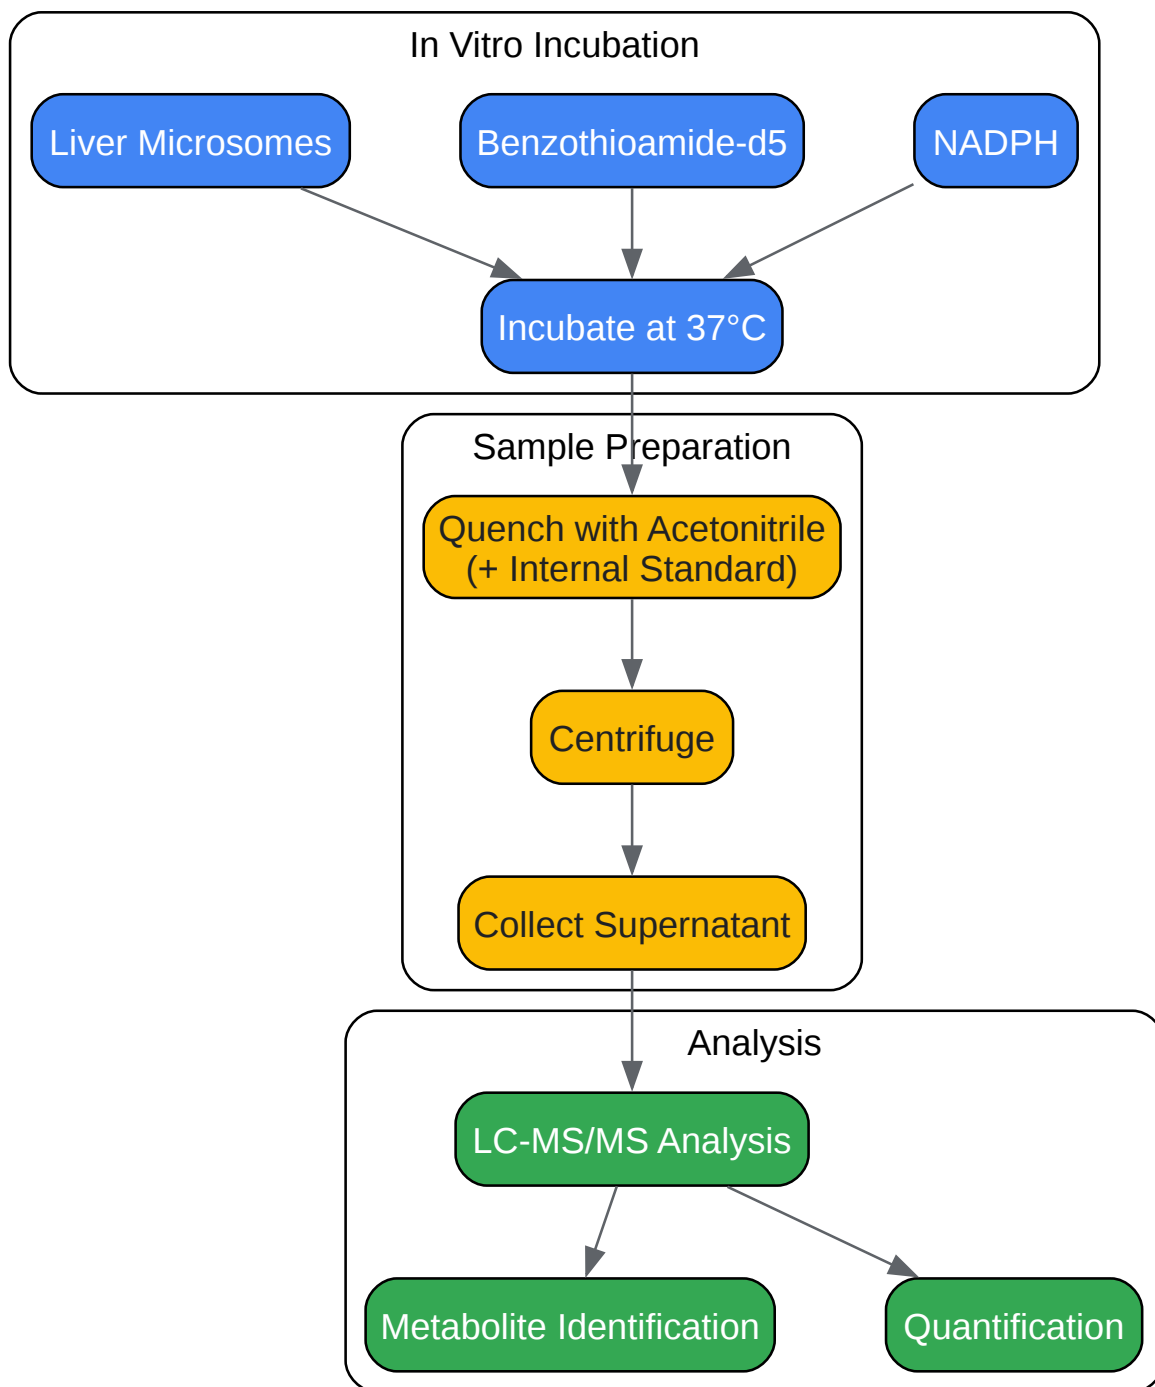 In Vitro Incubation
Liver Microsomes
Benzothioamide-d5
NADPH
Incubate at 37°C
Sample Preparation
Quench with Acetonitrile
(+ Internal Standard)
Centrifuge
Collect Supernatant
Analysis
LC-MS/MS Analysis
Metabolite Identification
Quantification